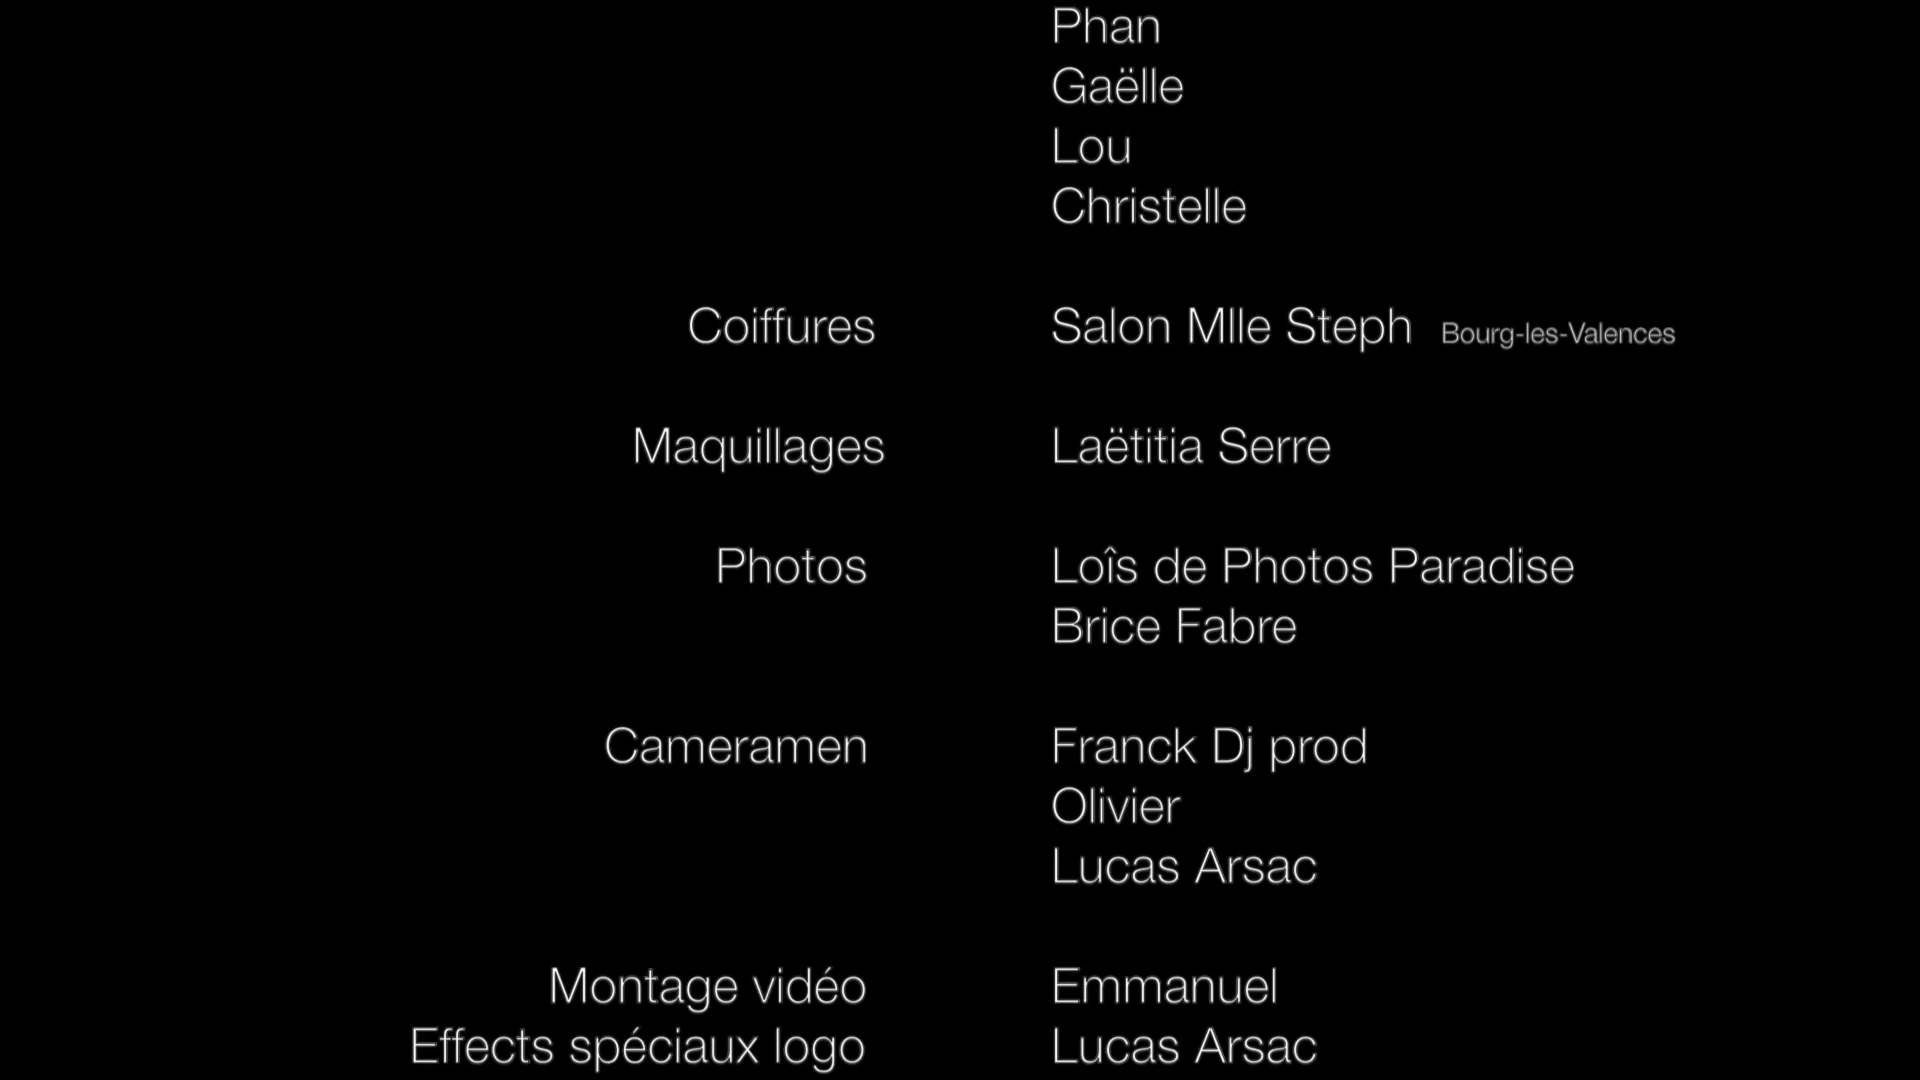 Phan
Gaëlle
Lou
Christelle
Coiffures Salon Mlle Steph Bourg-les-Valences
Maquillages Laëtitia Serre
Photos Loîs de Photos Paradise
Brice Fabre
Cameramen Franck Dj prod
Olivier
Lucas Arsac
Montage vidéo Emmanuel
Effects spéciaux logo Lucas Arsac